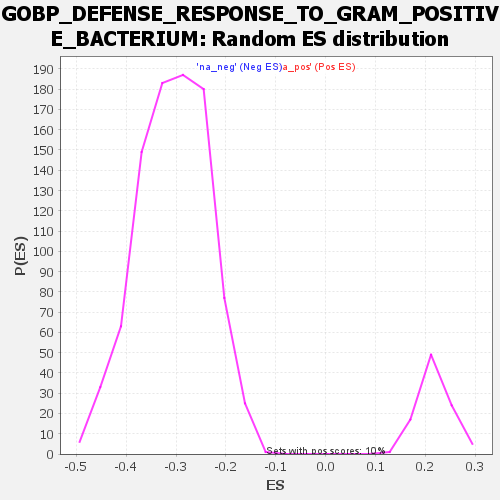 GOBP_DEFENSE_RESPONSE_TO_GRAM_POSITIV
E_BACTERIUM: Random ES distribution
'na_neg' (Neg ES)a_pos' (Pos ES)
190
180
170
160
150
140
130
120
110
100
90
80
70
60
50
40
30
20
10
0
P(ES)
Sets with pos scores: 10%
-0.5 -0.4 -0.3 -0.2 -0.1 0.0 0.1 0.2 0.3
ES